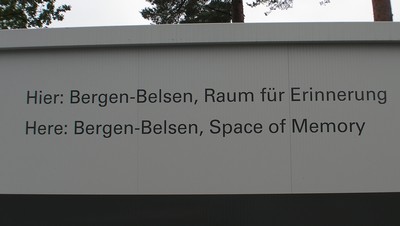 Hier: Bergen-Belsen, Raum für Erinnerung
Here: Bergen-Belsen, Space of Memory